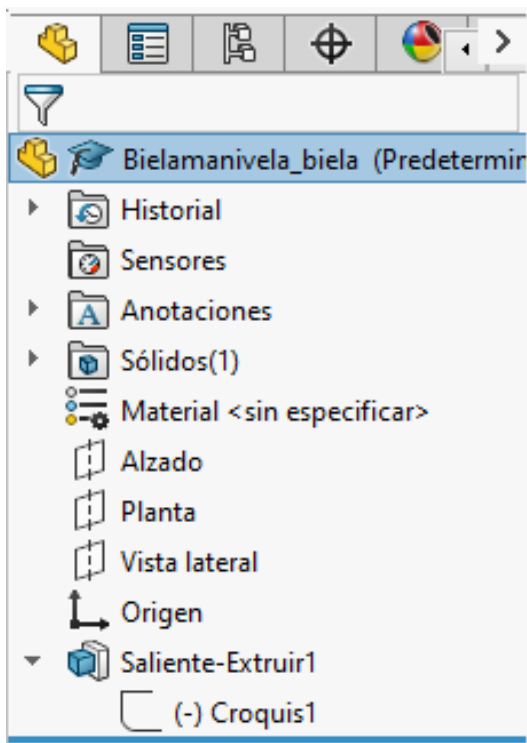 Bielamanivela_biela (Predetermin
Historial
Sensores
Anotaciones
Sólidos(1)
Material <sin especificar>
Alzado
Planta
Vista lateral
Origen
Saliente-Extruir1
(-) Croquis1